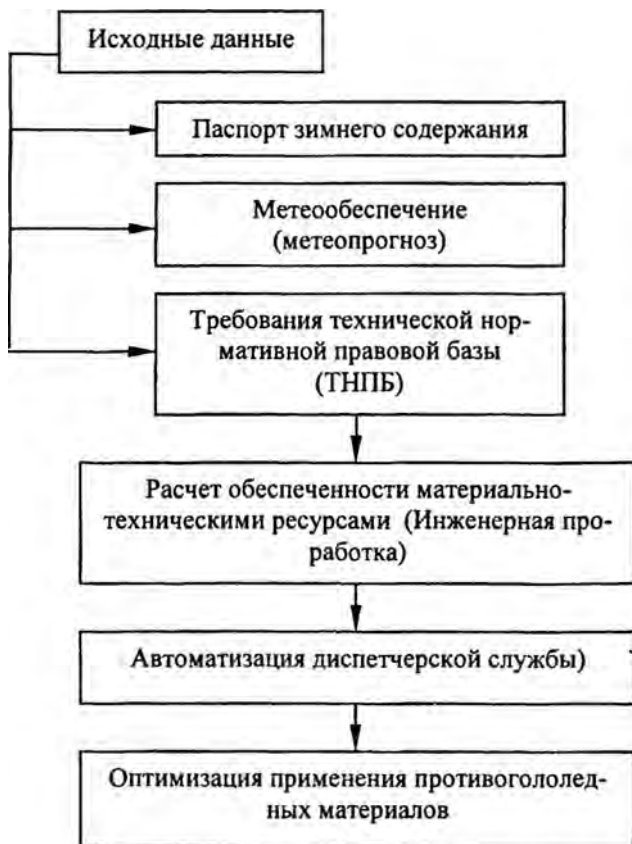 Исходные данные
Паспорт зимнего содержания
Метеообеспечение
(метеопрогноз)
Требования технической нор-
мативной правовой базы
(ТНПБ)
Расчет обеспеченности материально-
техническими ресурсами (Инженерная про-
работка)
Автоматизация диспетчерской службы)
Оптимизация применения противогололед-
ных материалов